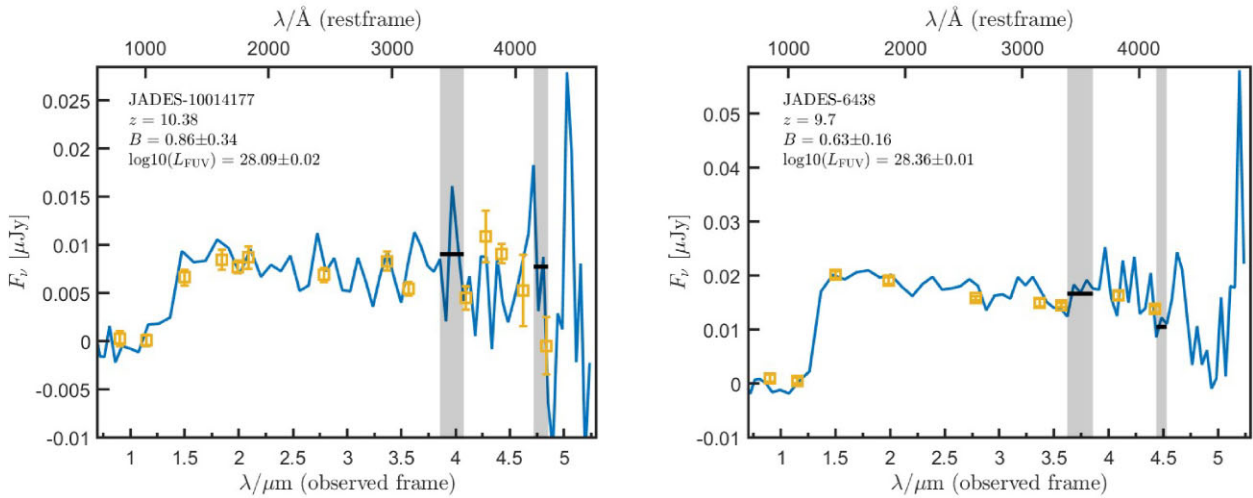 λ/Å (restframe)
1000 2000 3000 4000
JADES-10014177
z = 10.38
B = 0.86±0.34
log10(L_FUV) = 28.09±0.02
F_ν [μJy]
0.025
0.02
0.015
0.01
0.005
0
-0.005
-0.01
1 1.5 2 2.5 3 3.5 4 4.5 5
λ/μm (observed frame)
λ/Å (restframe)
1000 2000 3000 4000
JADES-6438
z = 9.7
B = 0.63±0.16
log10(L_FUV) = 28.36±0.01
F_ν [μJy]
0.05
0.04
0.03
0.02
0.01
0
-0.01
1 1.5 2 2.5 3 3.5 4 4.5 5
λ/μm (observed frame)